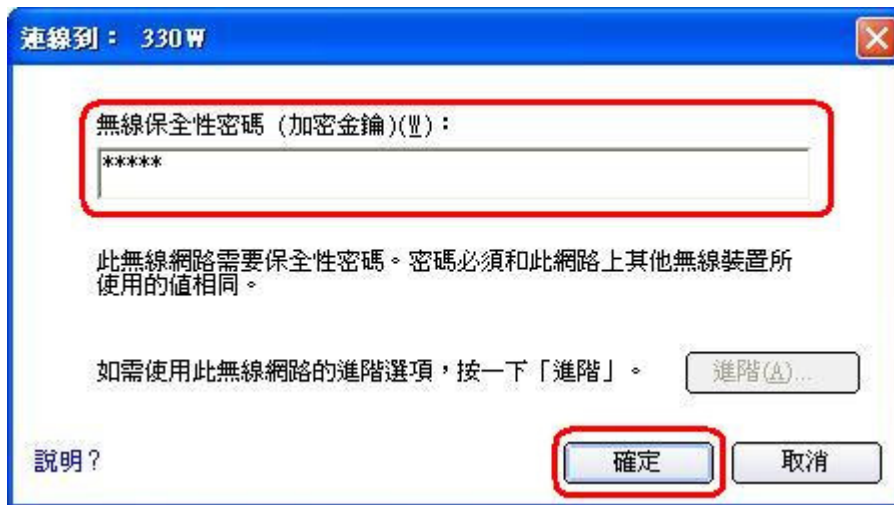 連線到： 330W
無線保全性密碼 (加密金鑰)(W)：
*****
此無線網路需要保全性密碼。密碼必須和此網路上其他無線裝置所
使用的值相同。
如需使用此無線網路的進階選項，按一下「進階」。 進階(A)...
說明？ 確定 取消